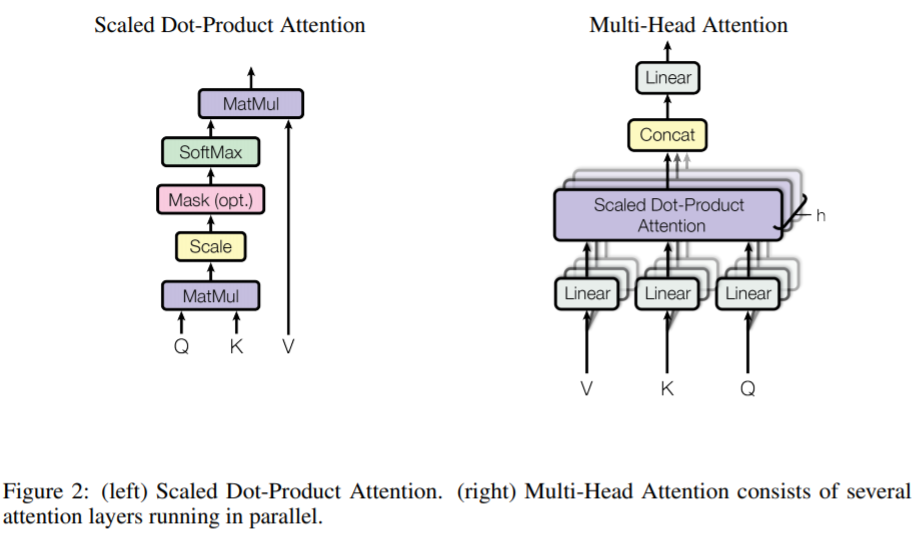 Scaled Dot-Product Attention
MatMul
SoftMax
Mask (opt.)
Scale
MatMul
Q K V
Multi-Head Attention
Linear
Concat
Scaled Dot-Product
Attention
h
Linear Linear Linear
V K Q
Figure 2: (left) Scaled Dot-Product Attention. (right) Multi-Head Attention consists of several
attention layers running in parallel.